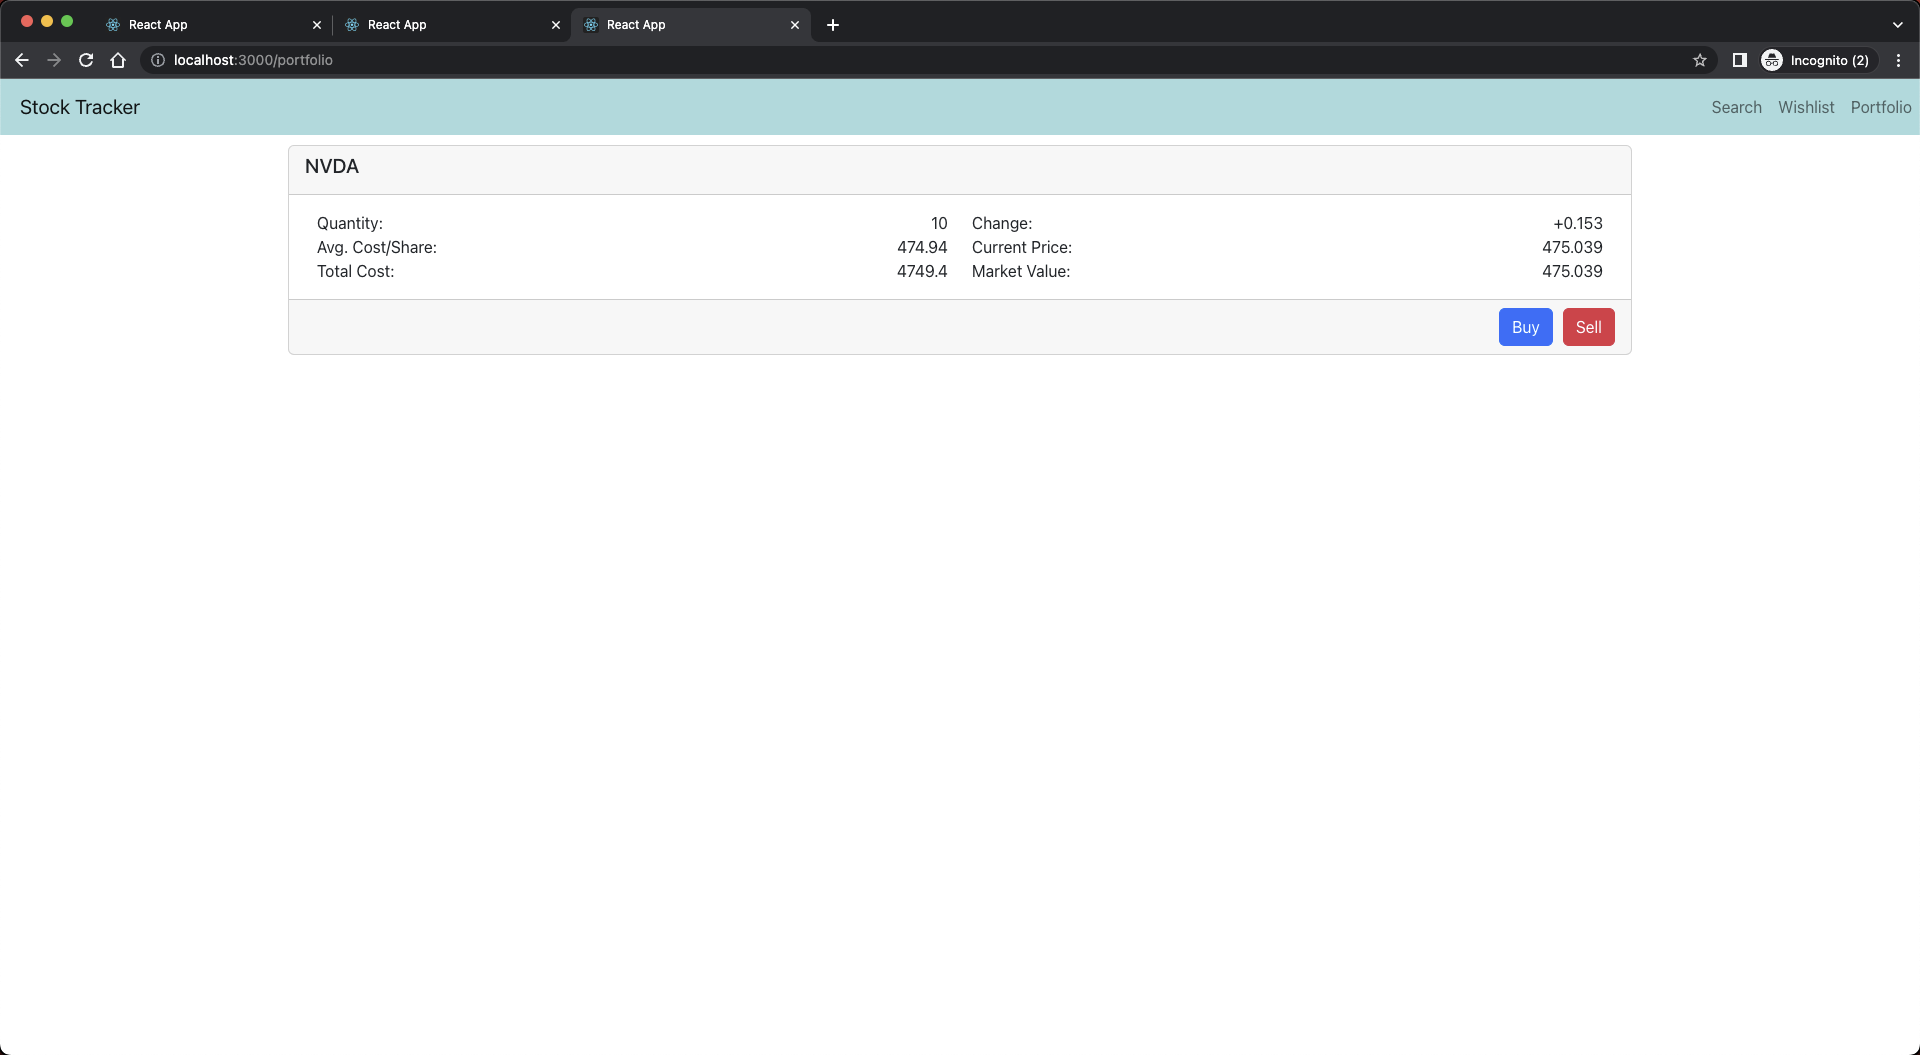 React App
React App
React App
localhost:3000/portfolio
Incognito (2)
Stock Tracker
Search Wishlist Portfolio
NVDA
Quantity: 10 Change: +0.153
Avg. Cost/Share: 474.94 Current Price: 475.039
Total Cost: 4749.4 Market Value: 475.039
Buy Sell